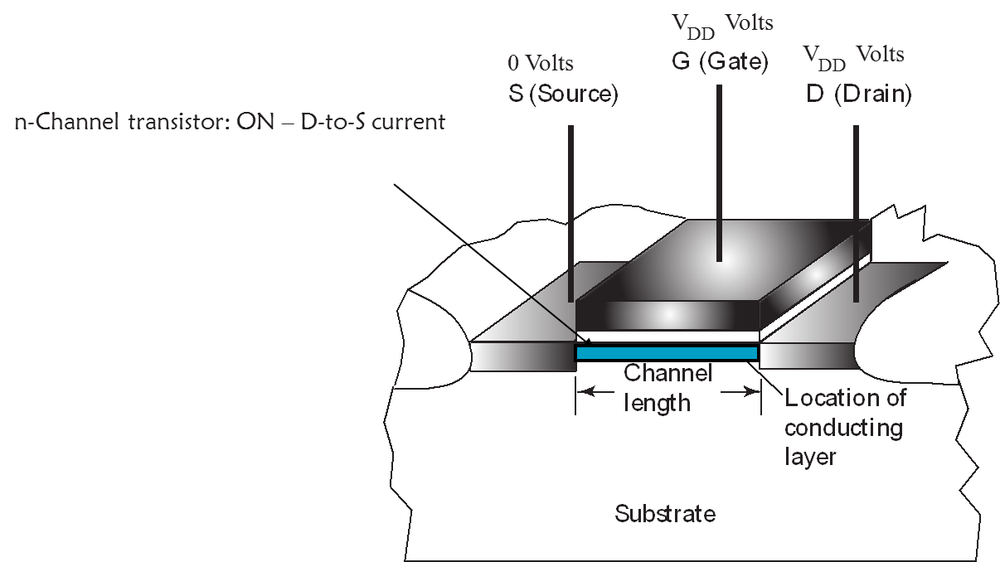 V_DD Volts
G (Gate)
0 Volts
S (Source)
V_DD Volts
D (Drain)
n-Channel transistor: ON – D-to-S current
Channel
length
Location of
conducting
layer
Substrate